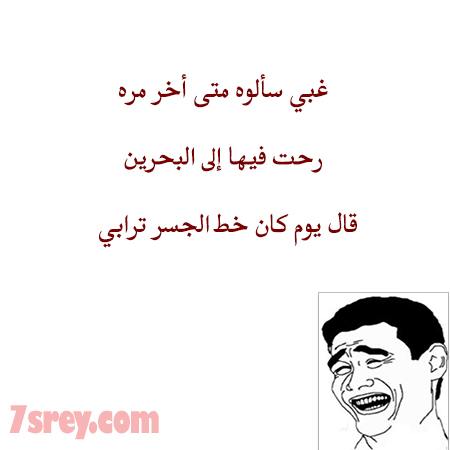 غبي سألوه متى أخر مره
رحت فيها إلى البحرين
قال يوم كان خط الجسر ترابي
7srey.com